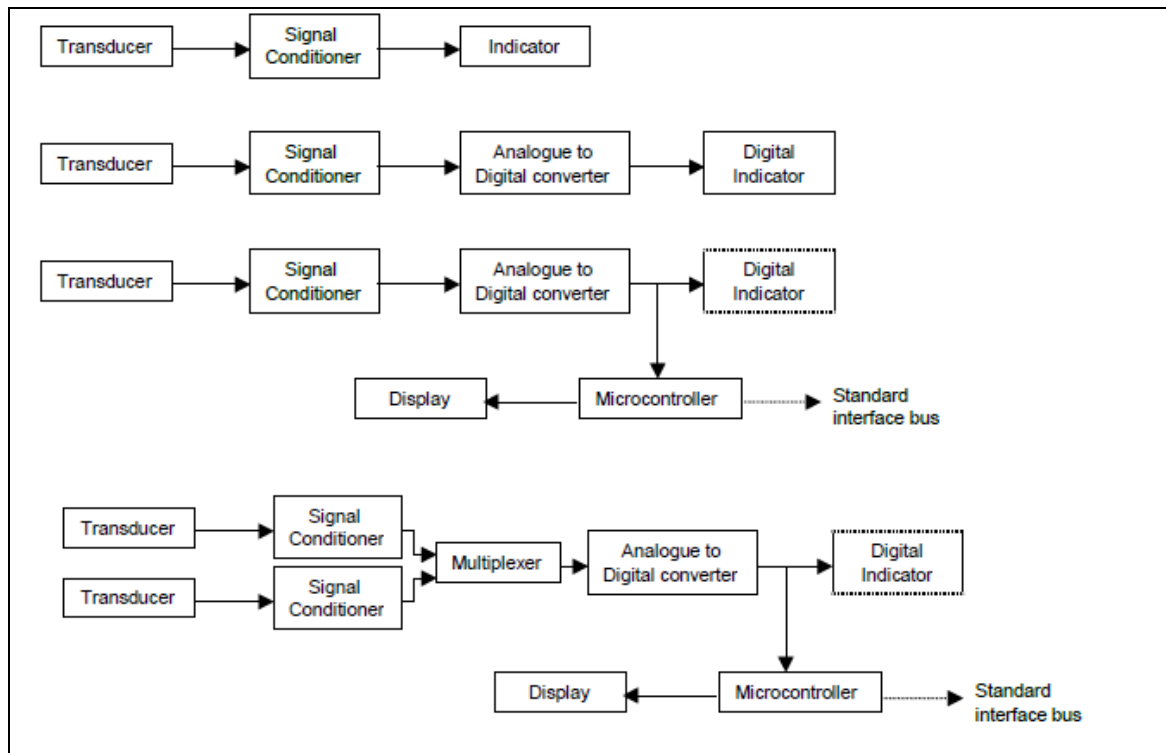 Transducer
Signal
Conditioner
Indicator
Transducer
Signal
Conditioner
Analogue to
Digital converter
Digital
Indicator
Transducer
Signal
Conditioner
Analogue to
Digital converter
Digital
Indicator
Display
Microcontroller
Standard
interface bus
Transducer
Signal
Conditioner
Transducer
Signal
Conditioner
Multiplexer
Analogue to
Digital converter
Digital
Indicator
Display
Microcontroller
Standard
interface bus